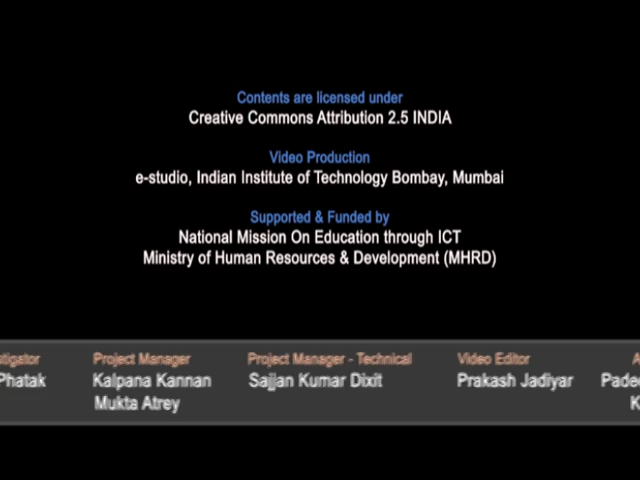 Contents are licensed under
Creative Commons Attribution 2.5 INDIA
Video Production
e-studio, Indian Institute of Technology Bombay, Mumbai
Supported & Funded by
National Mission On Education through ICT
Ministry of Human Resources & Development (MHRD)
Project Manager Project Manager - Technical Video Editor
Phatak Kalpana Kannan Sajjan Kumar Dixit Prakash Jadiyar
Mukta Atrey